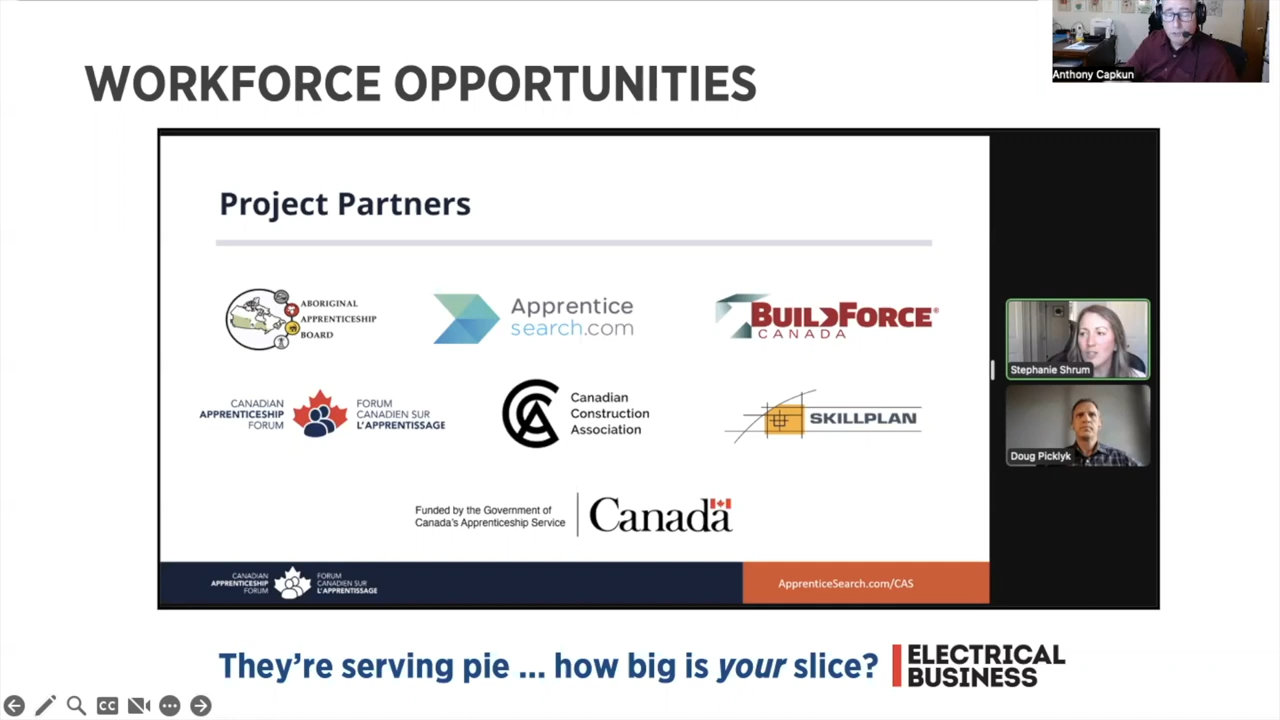 Anthony Capkun
WORKFORCE OPPORTUNITIES
Project Partners
ABORIGINAL
APPRENTICESHIP
BOARD
Apprentice
search.com
BUILDFORCE®
CANADA
CANADIAN
APPRENTICESHIP
FORUM
FORUM
CANADIEN SUR
L'APPRENTISSAGE
CCA
Canadian
Construction
Association
SKILLPLAN
Funded by the Government of
Canada's Apprenticeship Service
Canada
CANADIAN
APPRENTICESHIP
FORUM
FORUM
CANADIEN SUR
L'APPRENTISSAGE
ApprenticeSearch.com/CAS
Stephanie Shrum
Doug Picklyk
They're serving pie ... how big is your slice?
ELECTRICAL
BUSINESS
CC